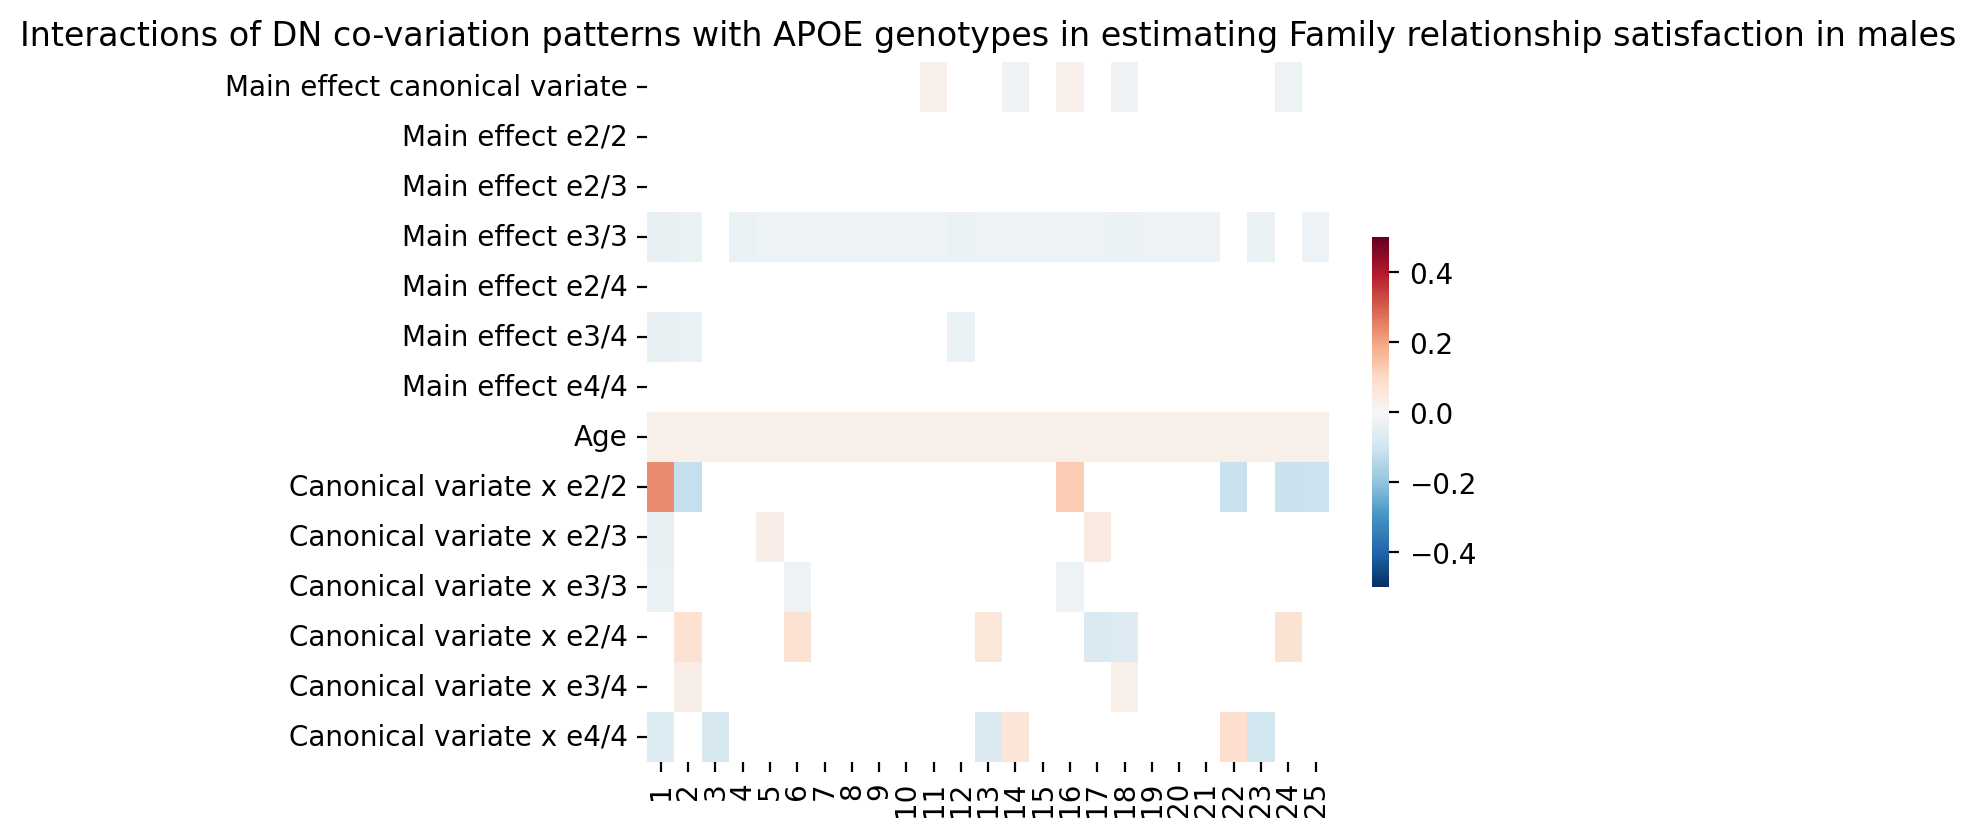 Interactions of DN co-variation patterns with APOE genotypes in estimating Family relationship satisfaction in males
Main effect canonical variate
Main effect e2/2
Main effect e2/3
Main effect e3/3
Main effect e2/4
Main effect e3/4
Main effect e4/4
Age
Canonical variate x e2/2
Canonical variate x e2/3
Canonical variate x e3/3
Canonical variate x e2/4
Canonical variate x e3/4
Canonical variate x e4/4
1 2 3 4 5 6 7 8 9 10 11 12 13 14 15 16 17 18 19 20 21 22 23 24 25
0.4
0.2
0.0
−0.2
−0.4